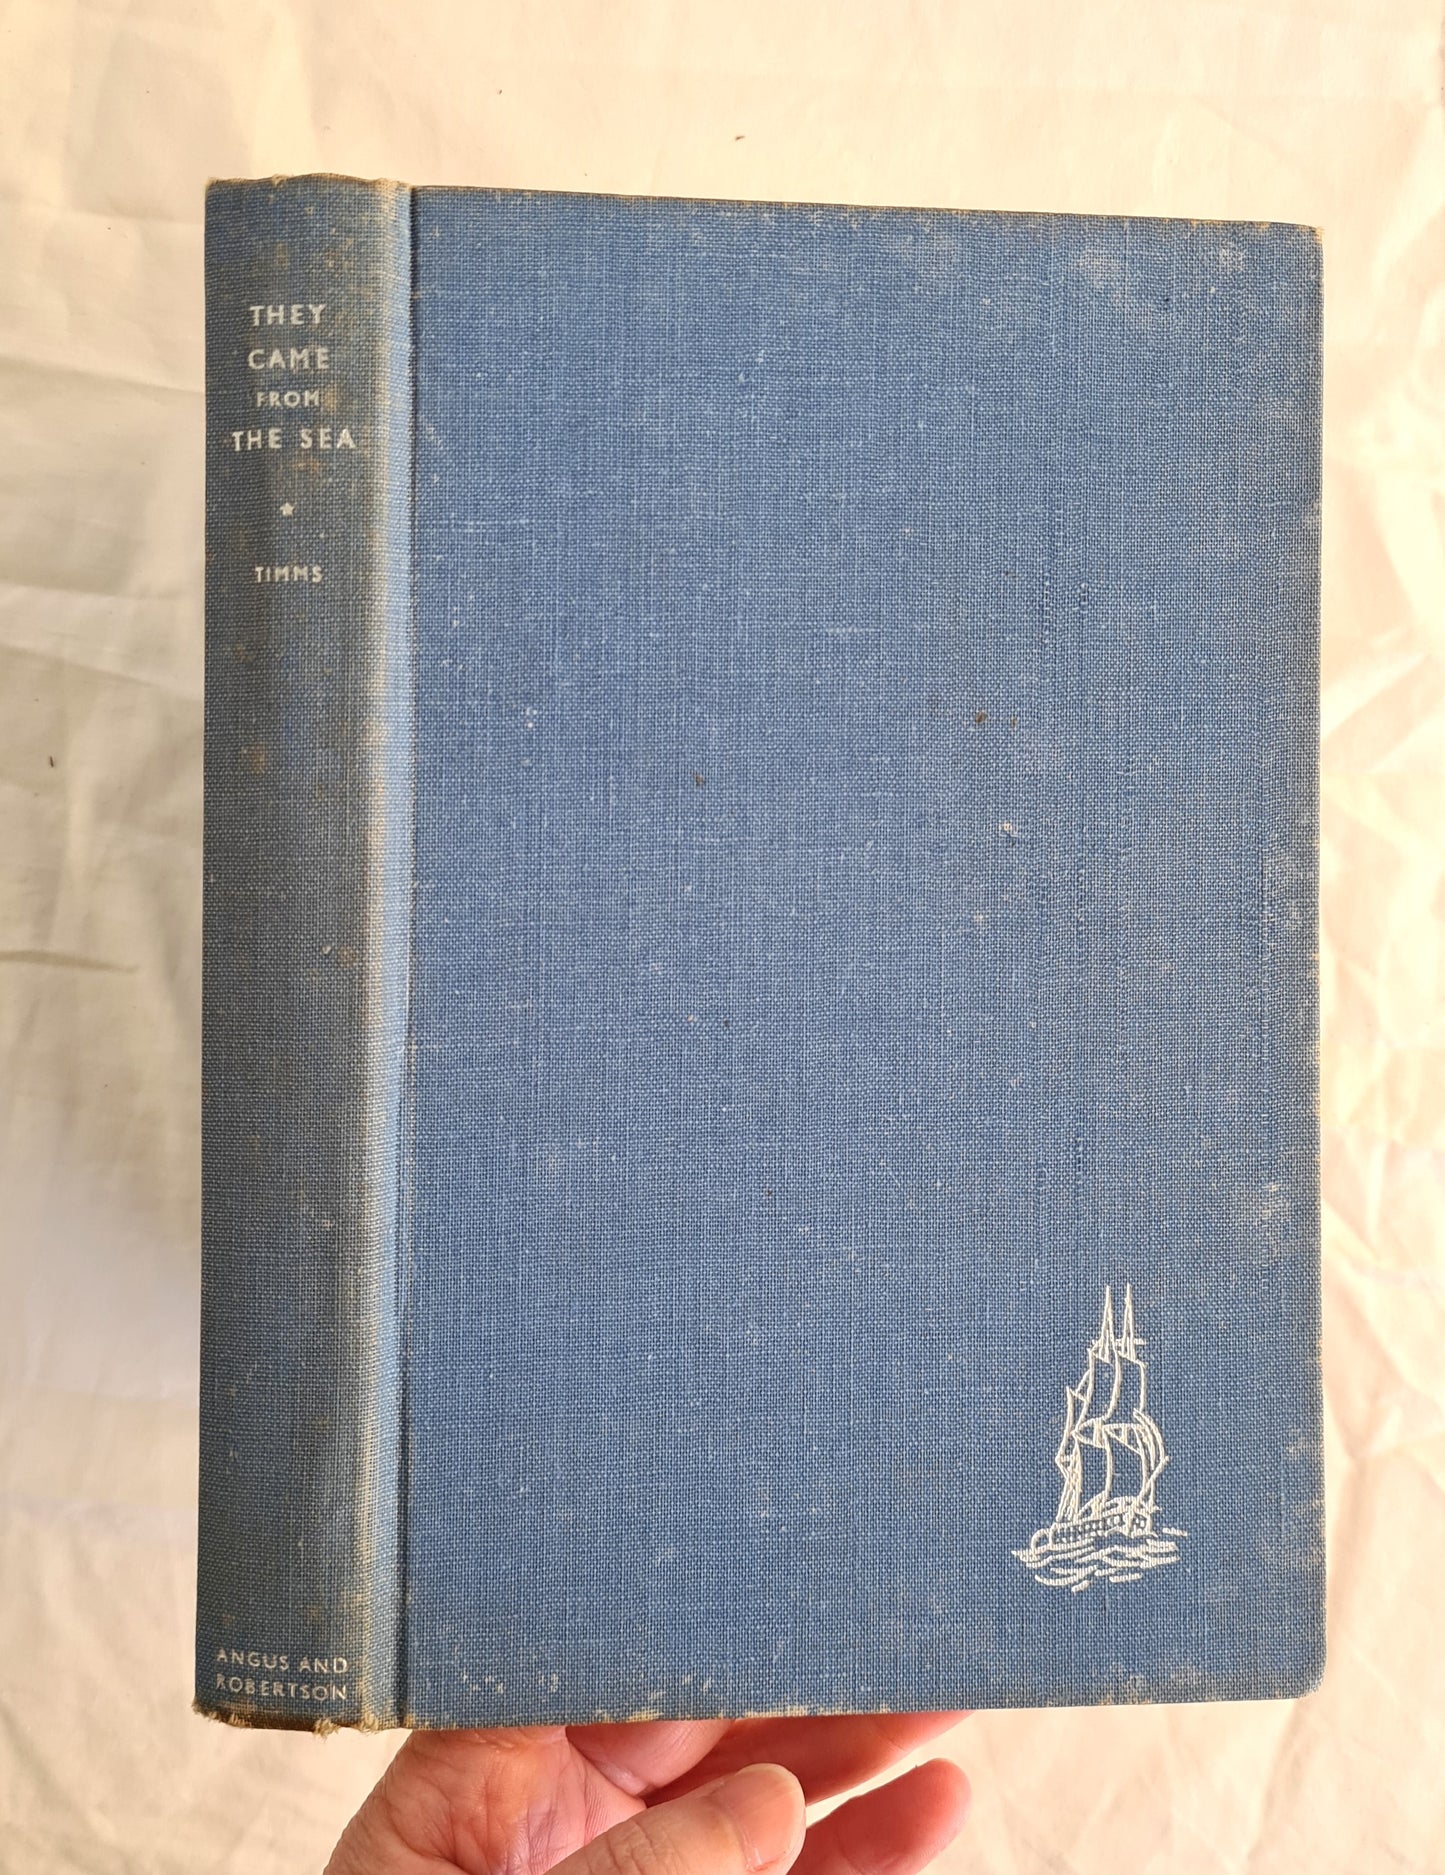 THEY
CAME
FROM
THE SEA
TIMMS
ANGUS AND
ROBERTSON